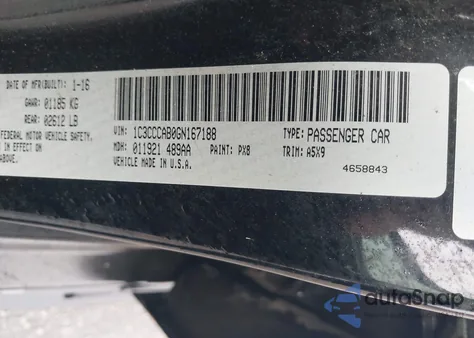 DATE OF MFR(BUILT): 1-16
GAWR: 01185 KG
REAR: 02612 LB
FEDERAL MOTOR VEHICLE SAFETY,
S IN EFFECT ON
ABOVE.
VIN: 1C3CCCAB0GN167188
TYPE: PASSENGER CAR
MDH: 011921 489AA
PAINT: PX8
TRIM: A5X9
VEHICLE MADE IN U.S.A.
4658843
autoSnap